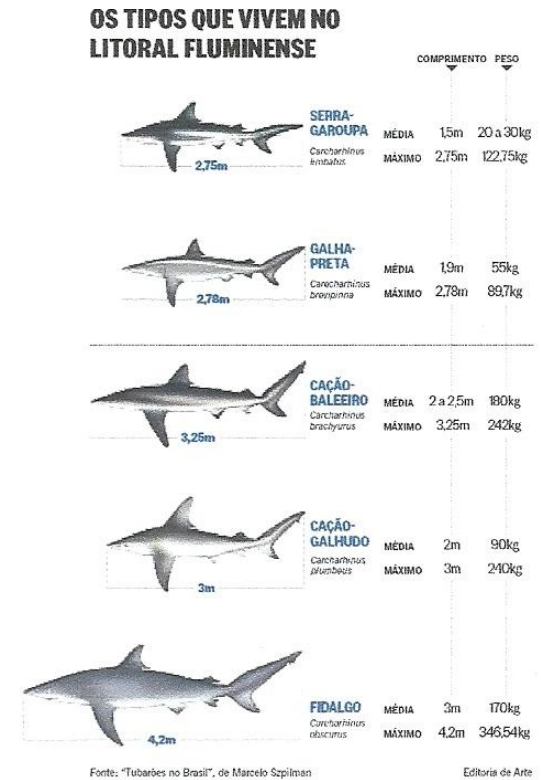 OS TIPOS QUE VIVEM NO
LITORAL FLUMINENSE
COMPRIMENTO PESO
SERRA-
GAROUPA
Carcharhinus
limbatus
MÉDIA 1,5m 20 a 30kg
MÁXIMO 2,75m 122,75kg
2,75m
GALHA-
PRETA
Carecharhinus
brevipinna
MÉDIA 1,9m 55kg
MÁXIMO 2,78m 89,7kg
2,78m
CAÇÃO-
BALEEIRO
Carcharhinus
brachyurus
MÉDIA 2 a 2,5m 180kg
MÁXIMO 3,25m 242kg
3,25m
CAÇÃO-
GALHUDO
Carcharhinus
plumbeus
MÉDIA 2m 90kg
MÁXIMO 3m 240kg
3m
FIDALGO
Carcharhinus
obscurus
MÉDIA 3m 170kg
MÁXIMO 4,2m 346,54kg
4,2m
Fonte: "Tubarões no Brasil", de Marcelo Szpilman
Editoria de Arte